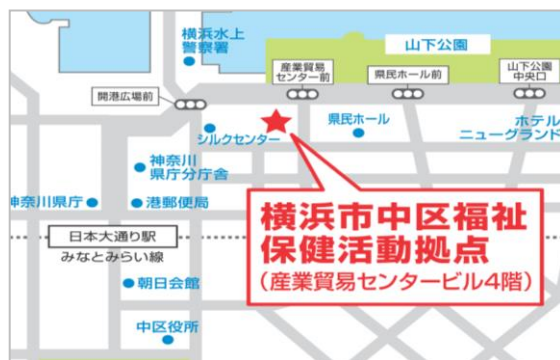 横浜水上
警察署
山下公園
産業貿易
センター前
県民ホール前
山下公園
中央口
開港広場前
シルクセンター
県民ホール
ホテル
ニューグランド
神奈川
県庁分庁舎
神奈川県庁
港郵便局
横浜市中区福祉
保健活動拠点
(産業貿易センタービル4階)
日本大通り駅
みなとみらい線
朝日会館
中区役所